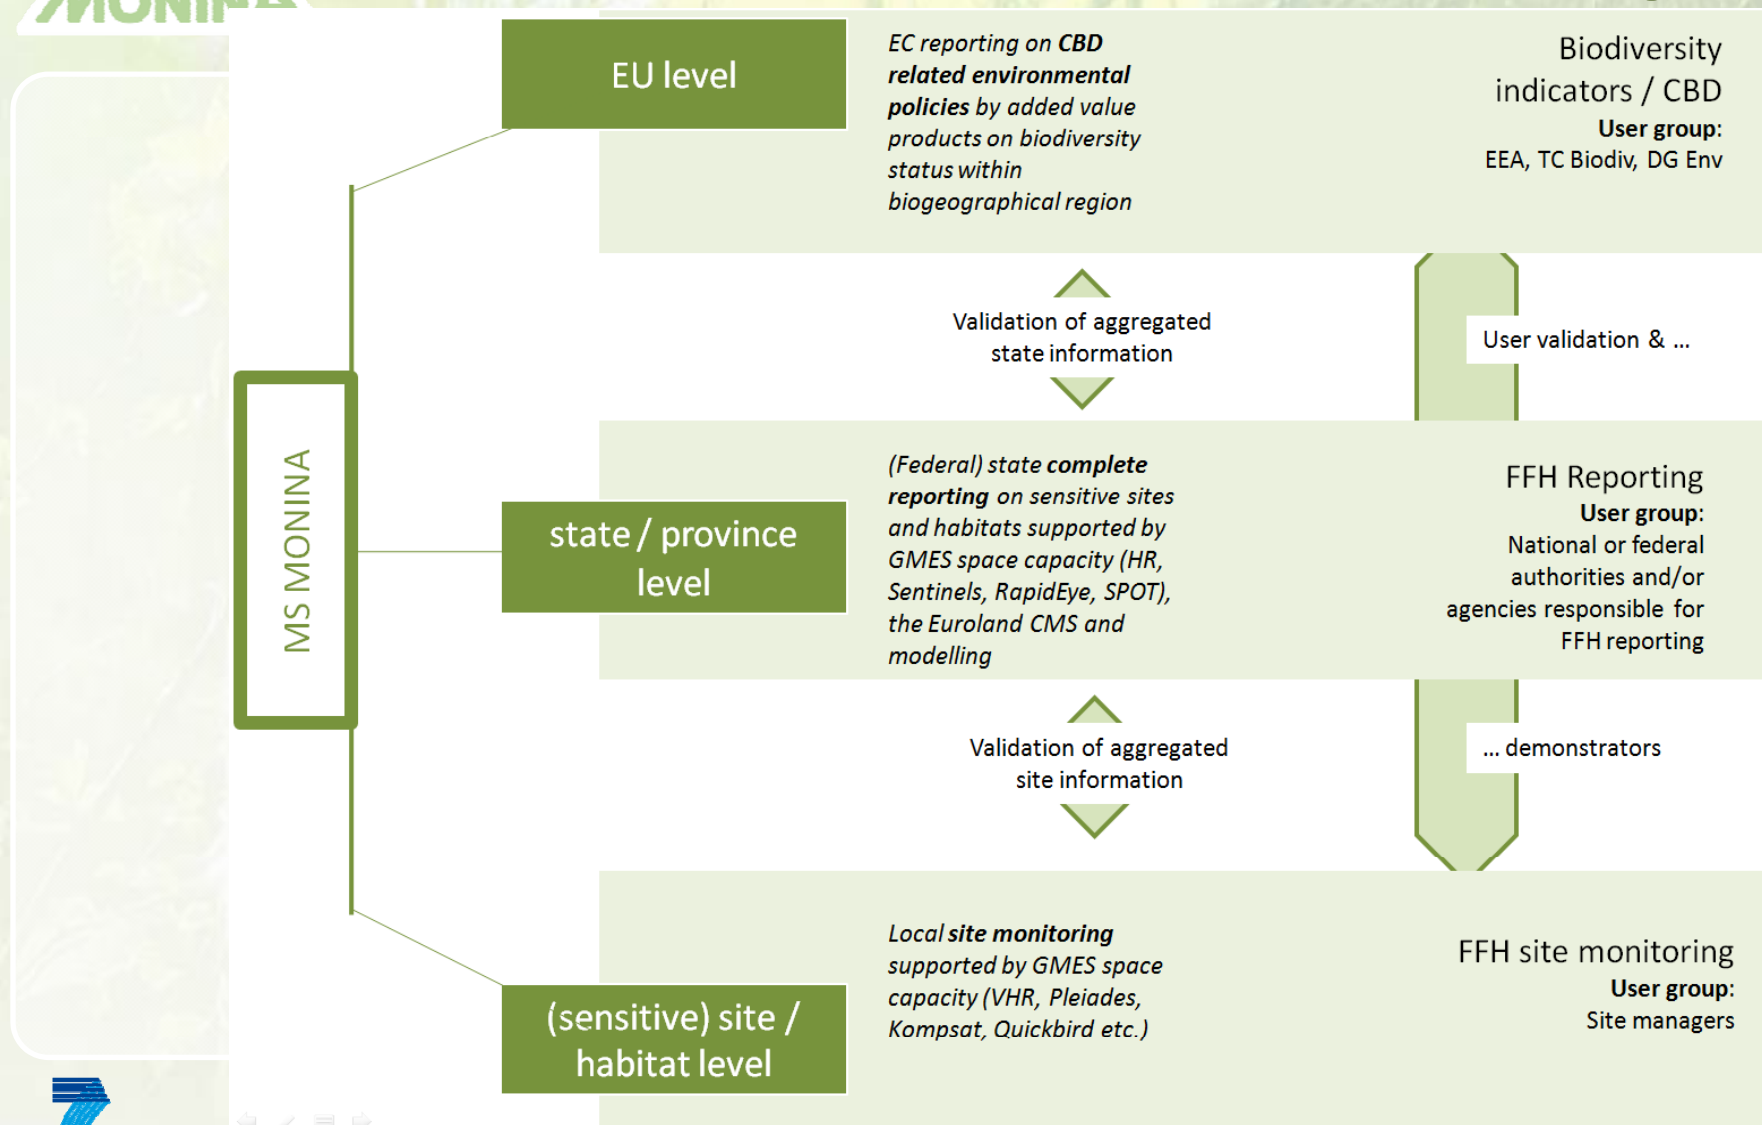 MONINA
EU level
EC reporting on CBD
related environmental
policies by added value
products on biodiversity
status within
biogeographical region
Biodiversity
indicators / CBD
User group:
EEA, TC Biodiv, DG Env
Validation of aggregated
state information
User validation & ...
MS MONINA
state / province
level
(Federal) state complete
reporting on sensitive sites
and habitats supported by
GMES space capacity (HR,
Sentinels, RapidEye, SPOT),
the Euroland CMS and
modelling
FFH Reporting
User group:
National or federal
authorities and/or
agencies responsible for
FFH reporting
Validation of aggregated
site information
... demonstrators
(sensitive) site /
habitat level
Local site monitoring
supported by GMES space
capacity (VHR, Pleiades,
Kompsat, Quickbird etc.)
FFH site monitoring
User group:
Site managers